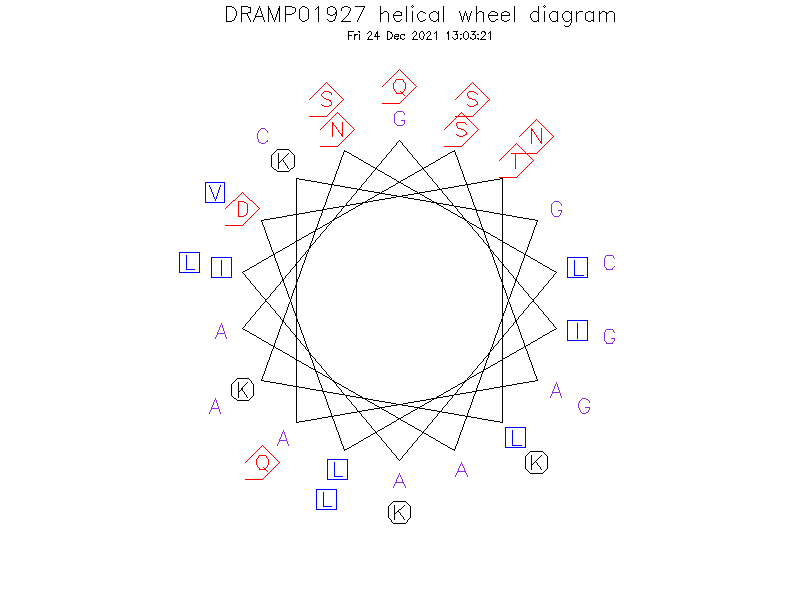 DRAMP01927 helical wheel diagram
Fri 24 Dec 2021 13:03:21
S Q S
C N G S N
K T
V D G
L I L C
A I G
A K A G
A L
Q L A A K
L K